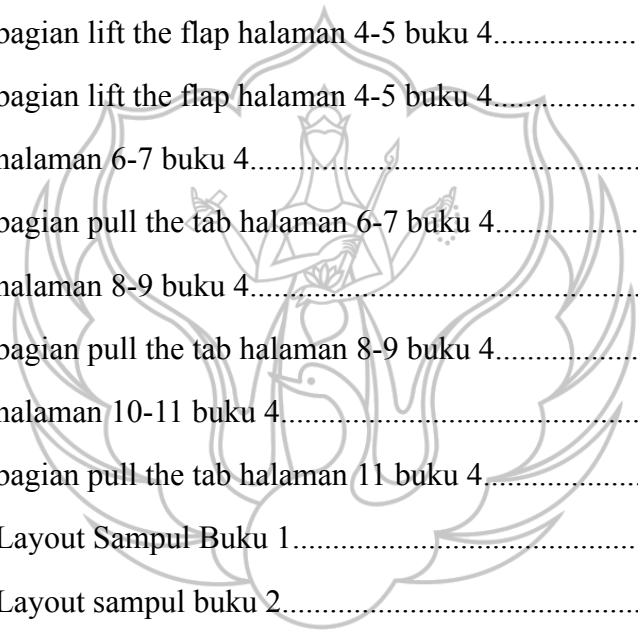 bagian lift the flap halaman 4-5 buku 4....................
bagian lift the flap halaman 4-5 buku 4....................
halaman 6-7 buku 4......................................................
bagian pull the tab halaman 6-7 buku 4....................
halaman 8-9 buku 4......................................................
bagian pull the tab halaman 8-9 buku 4....................
halaman 10-11 buku 4..................................................
bagian pull the tab halaman 11 buku 4......................
Layout Sampul Buku 1................................................
Layout sampul buku 2.................................................